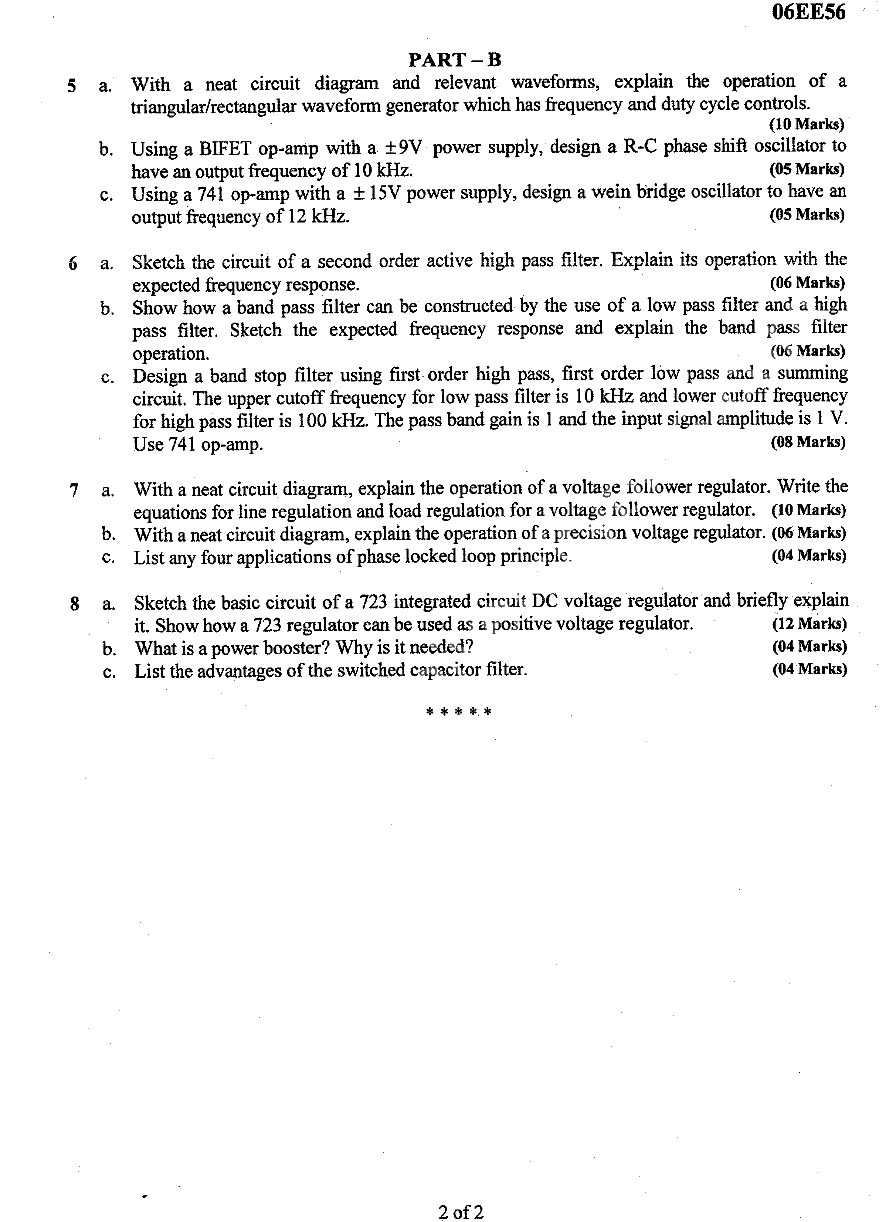 06EE56
PART – B
5 a. With a neat circuit diagram and relevant waveforms, explain the operation of a
triangular/rectangular waveform generator which has frequency and duty cycle controls.
(10 Marks)
b. Using a BIFET op-amp with a ±9V power supply, design a R-C phase shift oscillator to
have an output frequency of 10 kHz. (05 Marks)
c. Using a 741 op-amp with a ± 15V power supply, design a wein bridge oscillator to have an
output frequency of 12 kHz. (05 Marks)
6 a. Sketch the circuit of a second order active high pass filter. Explain its operation with the
expected frequency response. (06 Marks)
b. Show how a band pass filter can be constructed by the use of a low pass filter and a high
pass filter. Sketch the expected frequency response and explain the band pass filter
operation. (06 Marks)
c. Design a band stop filter using first order high pass, first order low pass and a summing
circuit. The upper cutoff frequency for low pass filter is 10 kHz and lower cutoff frequency
for high pass filter is 100 kHz. The pass band gain is 1 and the input signal amplitude is 1 V.
Use 741 op-amp. (08 Marks)
7 a. With a neat circuit diagram, explain the operation of a voltage follower regulator. Write the
equations for line regulation and load regulation for a voltage follower regulator. (10 Marks)
b. With a neat circuit diagram, explain the operation of a precision voltage regulator. (06 Marks)
c. List any four applications of phase locked loop principle. (04 Marks)
8 a. Sketch the basic circuit of a 723 integrated circuit DC voltage regulator and briefly explain
it. Show how a 723 regulator can be used as a positive voltage regulator. (12 Marks)
b. What is a power booster? Why is it needed? (04 Marks)
c. List the advantages of the switched capacitor filter. (04 Marks)
* * * * *
2 of 2